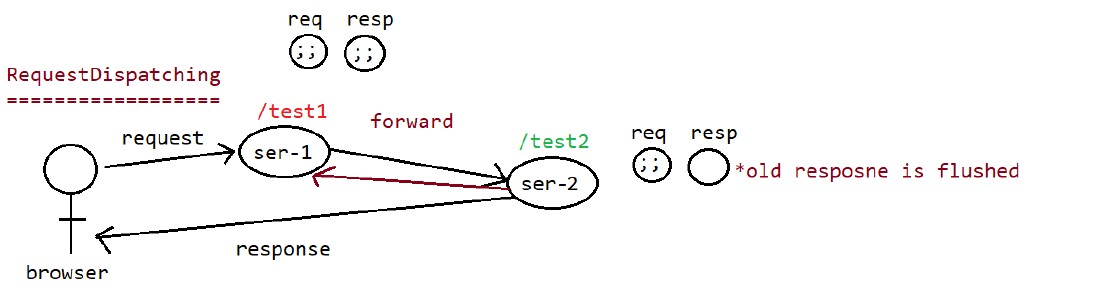 req resp
;; ;;
RequestDispatching
==================
/test1
forward
request
ser-1
/test2
ser-2
req resp
;;
*old resposne is flushed
response
browser